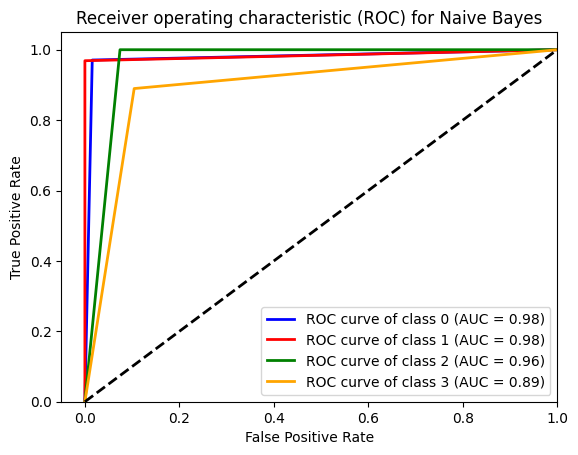 Receiver operating characteristic (ROC) for Naive Bayes
True Positive Rate
1.0
0.8
0.6
0.4
0.2
0.0
ROC curve of class 0 (AUC = 0.98)
ROC curve of class 1 (AUC = 0.98)
ROC curve of class 2 (AUC = 0.96)
ROC curve of class 3 (AUC = 0.89)
0.0 0.2 0.4 0.6 0.8 1.0
False Positive Rate